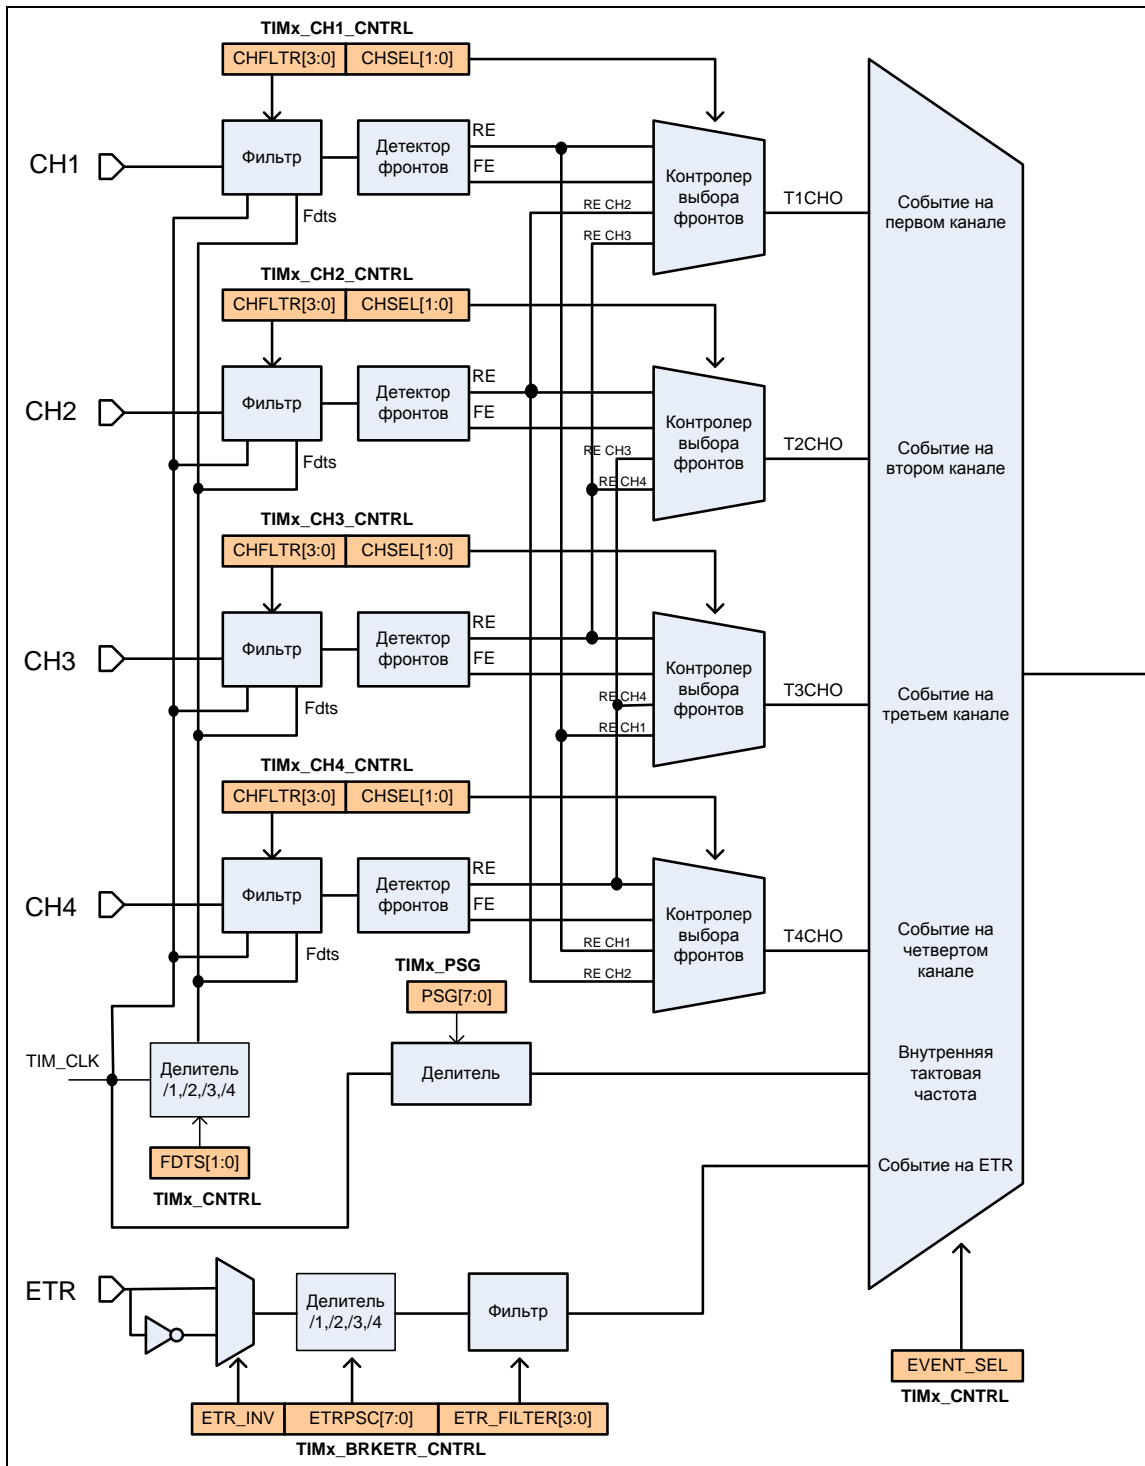 TIMx_CH1_CNTRL
CHFLTR[3:0] CHSEL[1:0]
CH1
Фильтр
Детектор
фронтов
RE
FE
Fdts
RE CH2
RE CH3
Контролер
выбора
фронтов
T1CHO
Событие на
первом канале
TIMx_CH2_CNTRL
CHFLTR[3:0] CHSEL[1:0]
CH2
Фильтр
Детектор
фронтов
RE
FE
Fdts
RE CH3
RE CH4
Контролер
выбора
фронтов
T2CHO
Событие на
втором канале
TIMx_CH3_CNTRL
CHFLTR[3:0] CHSEL[1:0]
CH3
Фильтр
Детектор
фронтов
RE
FE
Fdts
RE CH4
RE CH1
Контролер
выбора
фронтов
T3CHO
Событие на
третьем канале
TIMx_CH4_CNTRL
CHFLTR[3:0] CHSEL[1:0]
CH4
Фильтр
Детектор
фронтов
RE
FE
Fdts
RE CH1
RE CH2
Контролер
выбора
фронтов
T4CHO
Событие на
четвертом
канале
TIMx_PSG
PSG[7:0]
TIM_CLK
Делитель
/1,/2,/3,/4
Делитель
Внутренняя
тактовая
частота
FDTS[1:0]
TIMx_CNTRL
Событие на ETR
ETR
Делитель
/1,/2,/3,/4
Фильтр
EVENT_SEL
TIMx_CNTRL
ETR_INV ETRPSC[7:0] ETR_FILTER[3:0]
TIMx_BRKETR_CNTRL